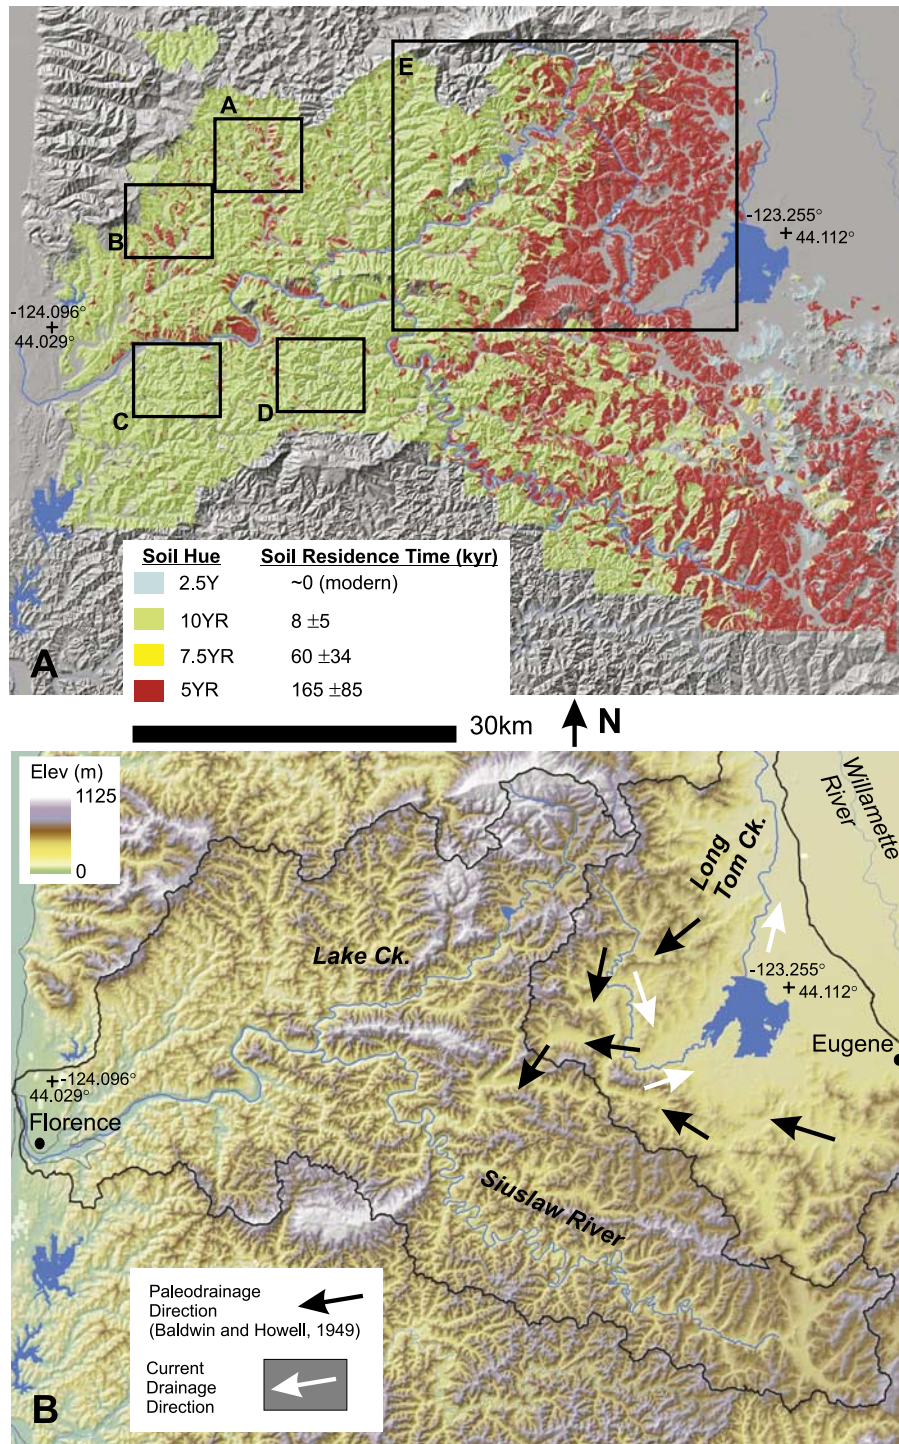 A
E
B
-123.255°
44.112°
-124.096°
44.029°
C
D
Soil Hue Soil Residence Time (kyr)
2.5Y ~0 (modern)
10YR 8 ±5
7.5YR 60 ±34
5YR 165 ±85
A
30km
N
Elev (m)
1125
0
Willamette
River
Long
Tom Ck.
Lake Ck.
-123.255°
44.112°
Eugene
-124.096°
44.029°
Florence
Siuslaw River
Paleodrainage
Direction
(Baldwin and Howell, 1949)
Current
Drainage
Direction
B